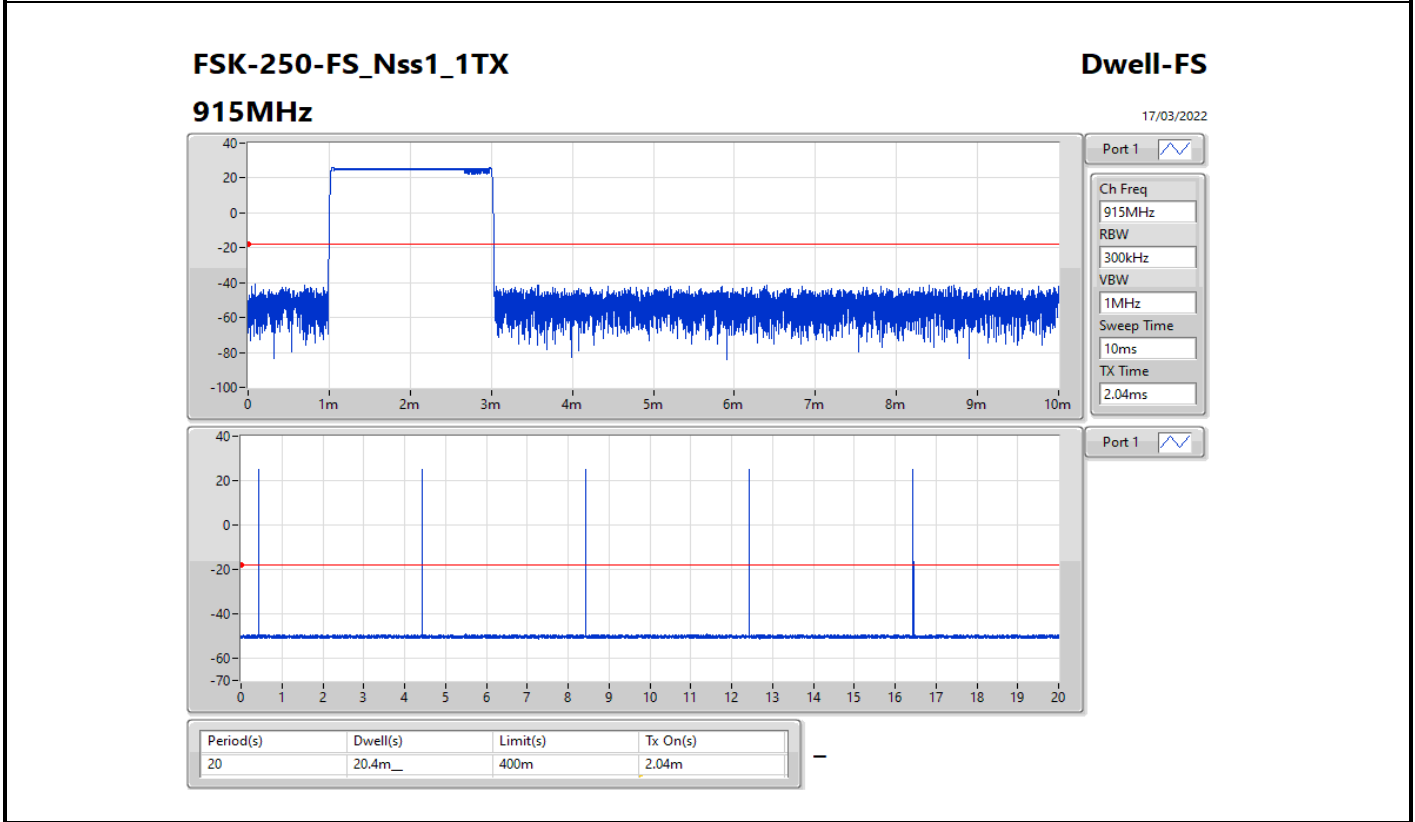 FSK-250-FS_Nss1_1TX Dwell-FS
915MHz 17/03/2022
40
20
0
-20
-40
-60
-80
-100
0 1m 2m 3m 4m 5m 6m 7m 8m 9m 10m
Port 1
Ch Freq
915MHz
RBW
300kHz
VBW
1MHz
Sweep Time
10ms
TX Time
2.04ms
40
20
0
-20
-40
-60
-70
0 1 2 3 4 5 6 7 8 9 10 11 12 13 14 15 16 17 18 19 20
Port 1
Period(s) Dwell(s) Limit(s) Tx On(s)
20 20.4m__ 400m 2.04m
–